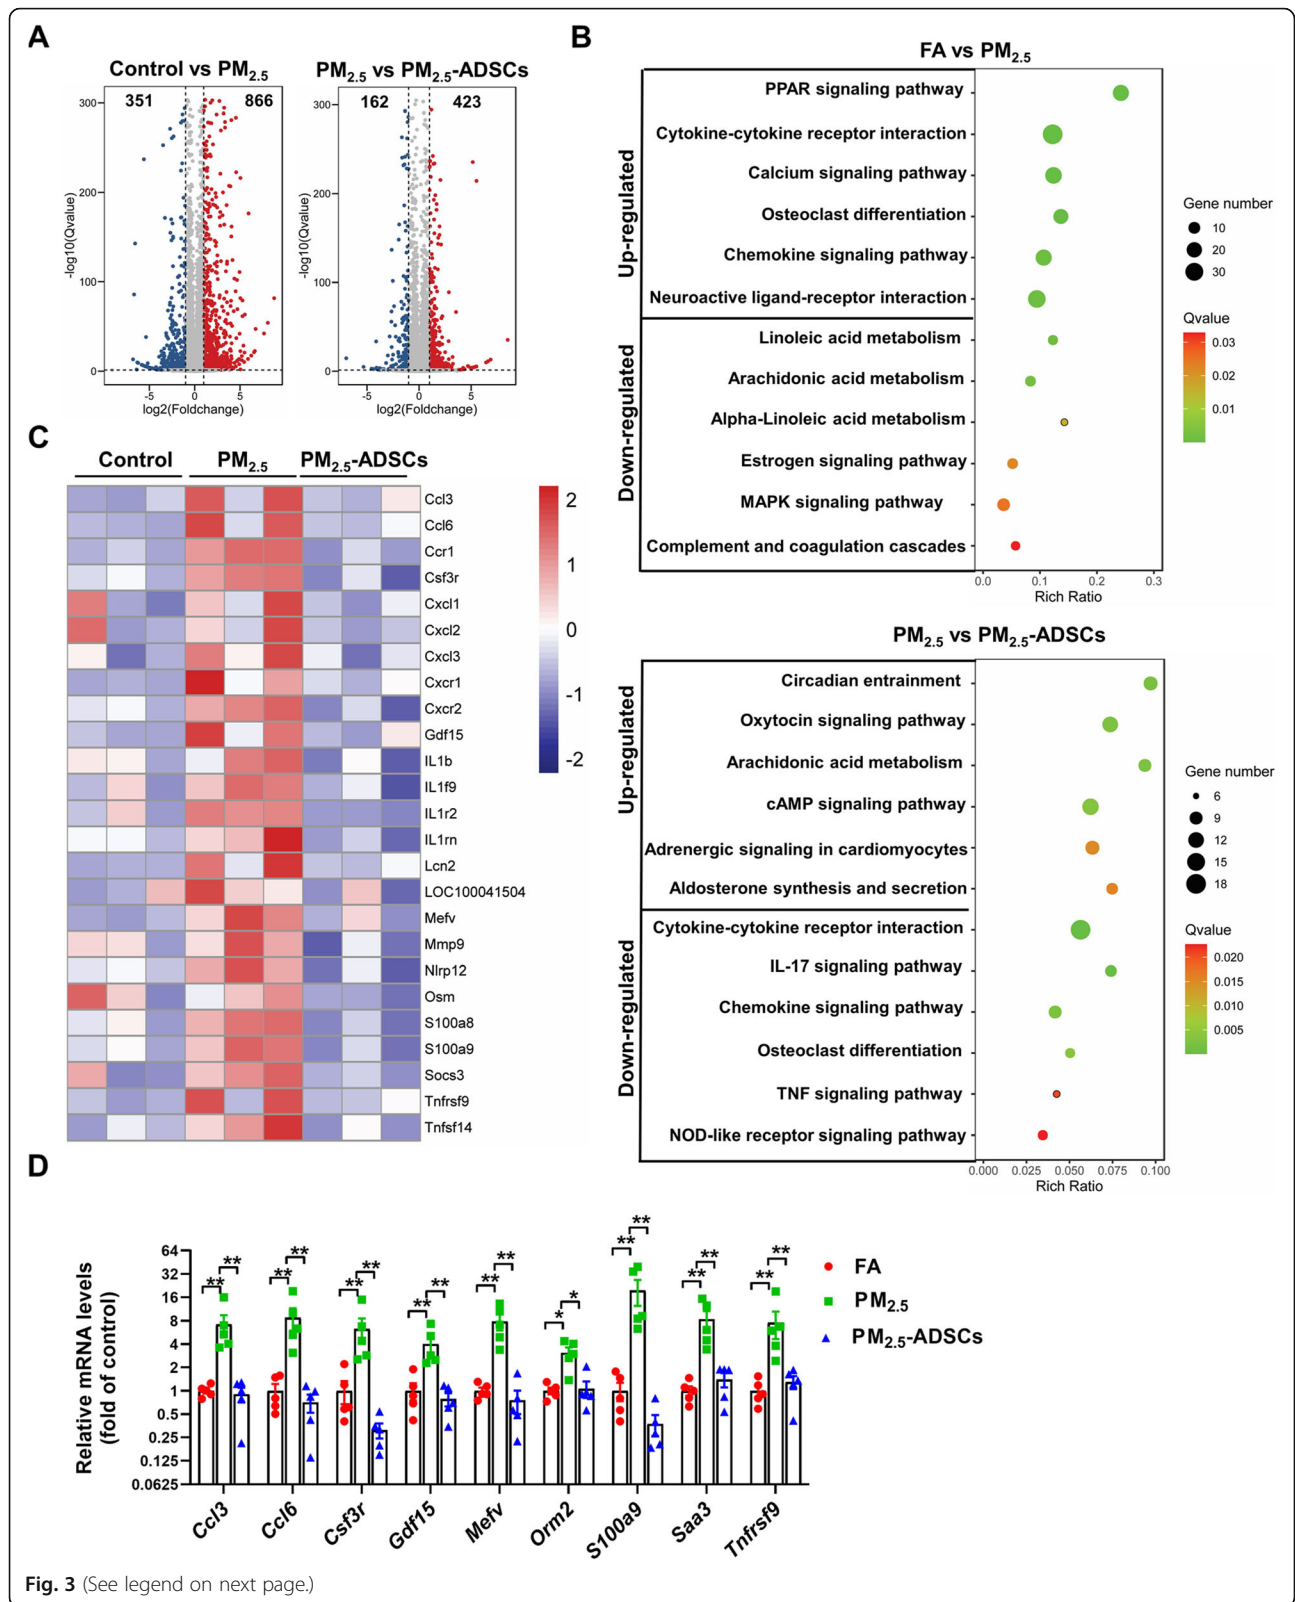 A
Control vs PM2.5
351
866
300
200
100
0
-log10(Qvalue)
-5
0
5
log2(Foldchange)
PM2.5 vs PM2.5-ADSCs
162
423
300
200
100
0
-log10(Qvalue)
-5
0
5
log2(Foldchange)
B
FA vs PM2.5
Up-regulated
PPAR signaling pathway
Cytokine-cytokine receptor interaction
Calcium signaling pathway
Osteoclast differentiation
Chemokine signaling pathway
Neuroactive ligand-receptor interaction
Down-regulated
Linoleic acid metabolism
Arachidonic acid metabolism
Alpha-Linoleic acid metabolism
Estrogen signaling pathway
MAPK signaling pathway
Complement and coagulation cascades
0.0
0.1
0.2
0.3
Rich Ratio
Gene number
10
20
30
Qvalue
0.03
0.02
0.01
PM2.5 vs PM2.5-ADSCs
Up-regulated
Circadian entrainment
Oxytocin signaling pathway
Arachidonic acid metabolism
cAMP signaling pathway
Adrenergic signaling in cardiomyocytes
Aldosterone synthesis and secretion
Down-regulated
Cytokine-cytokine receptor interaction
IL-17 signaling pathway
Chemokine signaling pathway
Osteoclast differentiation
TNF signaling pathway
NOD-like receptor signaling pathway
0.000
0.025
0.050
0.075
0.100
Rich Ratio
Gene number
6
9
12
15
18
Qvalue
0.020
0.015
0.010
0.005
C
Control
PM2.5
PM2.5-ADSCs
Ccl3
Ccl6
Ccr1
Csf3r
Cxcl1
Cxcl2
Cxcl3
Cxcr1
Cxcr2
Gdf15
IL1b
IL1f9
IL1r2
IL1rn
Lcn2
LOC100041504
Mefv
Mmp9
Nlrp12
Osm
S100a8
S100a9
Socs3
Tnfrsf9
Tnfsf14
2
1
0
-1
-2
D
Relative mRNA levels
(fold of control)
64
32
16
8
4
2
1
0.5
0.25
0.125
0.0625
** **
** **
** **
** **
** **
* *
** **
** **
** **
Ccl3
Ccl6
Csf3r
Gdf15
Mefv
Orm2
S100a9
Saa3
Tnfrsf9
FA
PM2.5
PM2.5-ADSCs
Fig. 3 (See legend on next page.)